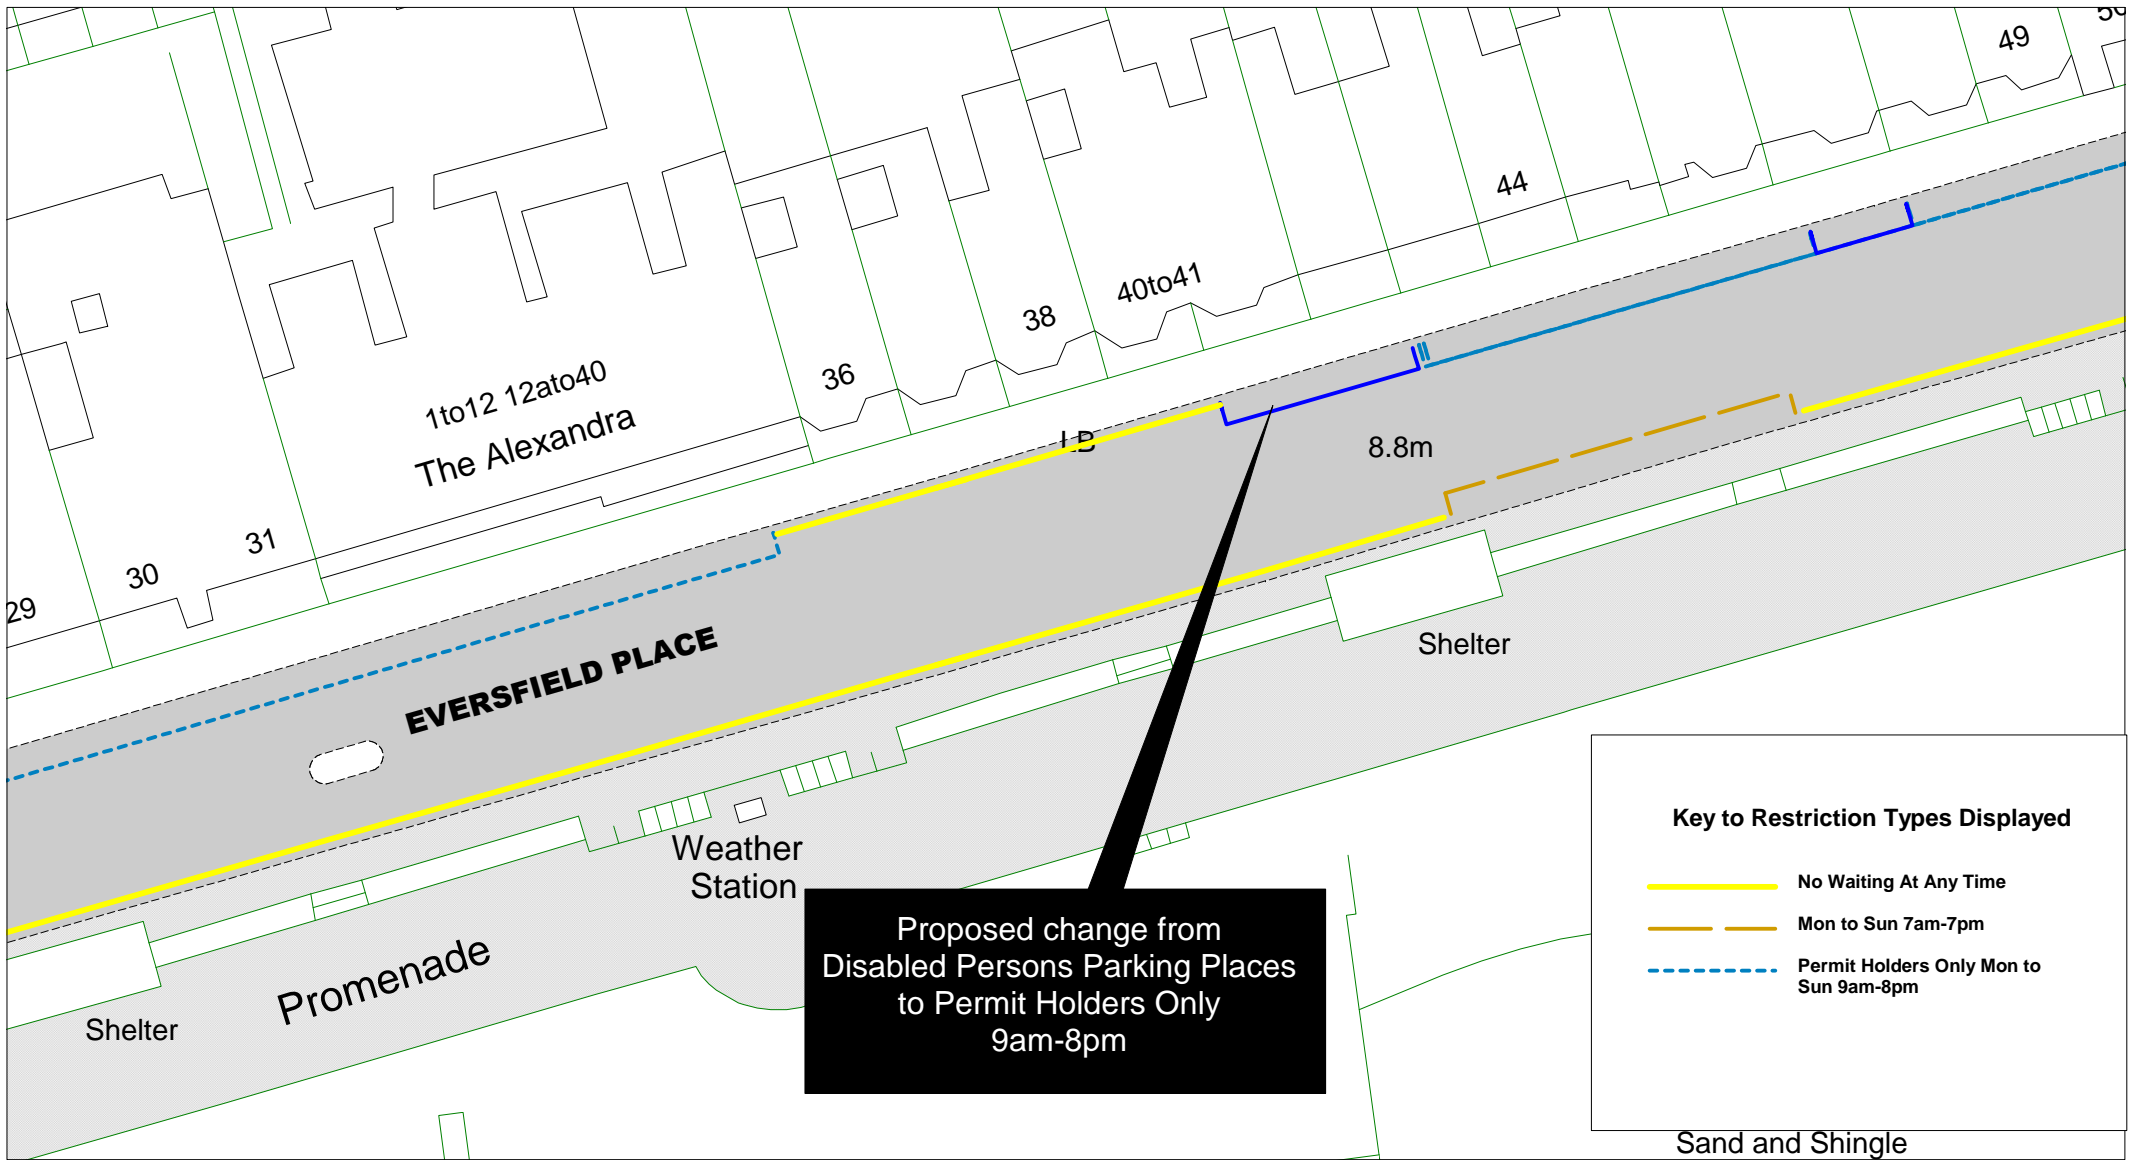 50
49
44
40to41
38
36
1to12 12ato40
The Alexandra
31
30
29
LB
8.8m
EVERSFIELD PLACE
Shelter
Weather
Station
Promenade
Shelter
Proposed change from
Disabled Persons Parking Places
to Permit Holders Only
9am-8pm
Key to Restriction Types Displayed
No Waiting At Any Time
Mon to Sun 7am-7pm
Permit Holders Only Mon to
Sun 9am-8pm
Sand and Shingle